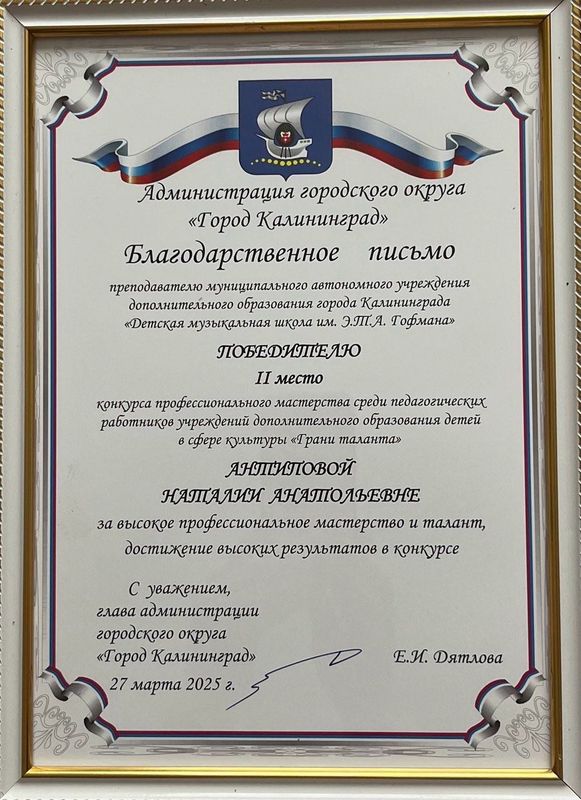 Администрация городского округа
«Город Калининград»
Благодарственное письмо
преподавателю муниципального автономного учреждения
дополнительного образования города Калининграда
«Детская музыкальная школа им. Э.Т.А. Гофмана»
ПОБЕДИТЕЛЮ
II место
конкурса профессионального мастерства среди педагогических
работников учреждений дополнительного образования детей
в сфере культуры «Грани таланта»
АНТИПОВОЙ
НАТАЛИИ АНАТОЛЬЕВНЕ
за высокое профессиональное мастерство и талант,
достижение высоких результатов в конкурсе
С уважением,
глава администрации
городского округа
«Город Калининград» Е.И. Дятлова
27 марта 2025 г.